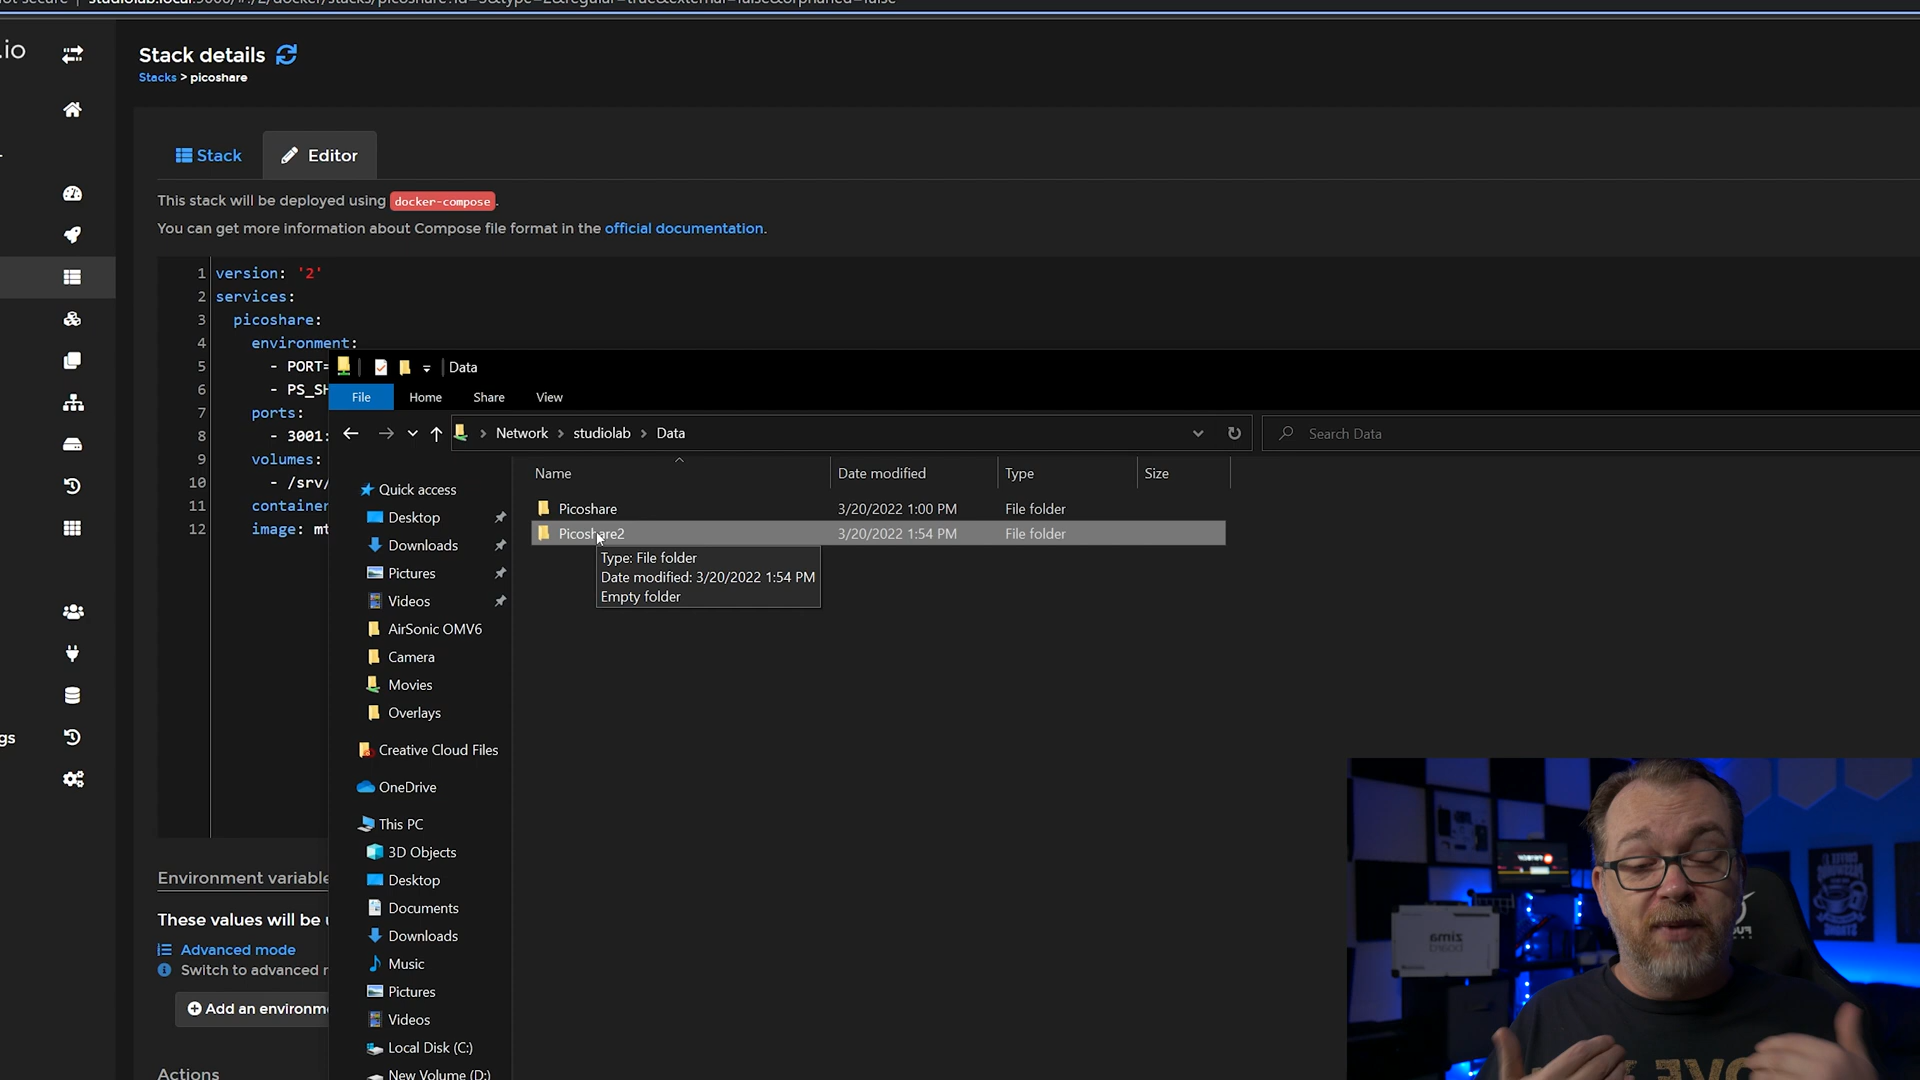 .io
Stack details
Stacks > picoshare
Stack
Editor
This stack will be deployed using docker-compose.
You can get more information about Compose file format in the official documentation.
1 version: '2'
2 services:
3 picoshare:
4 environment:
5 - PORT=
6 - PS_SH
7 ports:
8 - 3001:
9 volumes:
10 - /srv/
11 container
12 image: mt
Data
File
Home
Share
View
Network > studiolab > Data
Search Data
Name
Date modified
Type
Size
Picoshare 3/20/2022 1:00 PM File folder
Picoshare2 3/20/2022 1:54 PM File folder
Type: File folder
Date modified: 3/20/2022 1:54 PM
Empty folder
Quick access
Desktop
Downloads
Pictures
Videos
AirSonic OMV6
Camera
Movies
Overlays
Creative Cloud Files
OneDrive
This PC
3D Objects
Desktop
Documents
Downloads
Music
Pictures
Videos
Local Disk (C:)
New Volume (D:)
gs
Environment variable
These values will be u
Advanced mode
Switch to advanced
Add an environm
Actions
zima
board